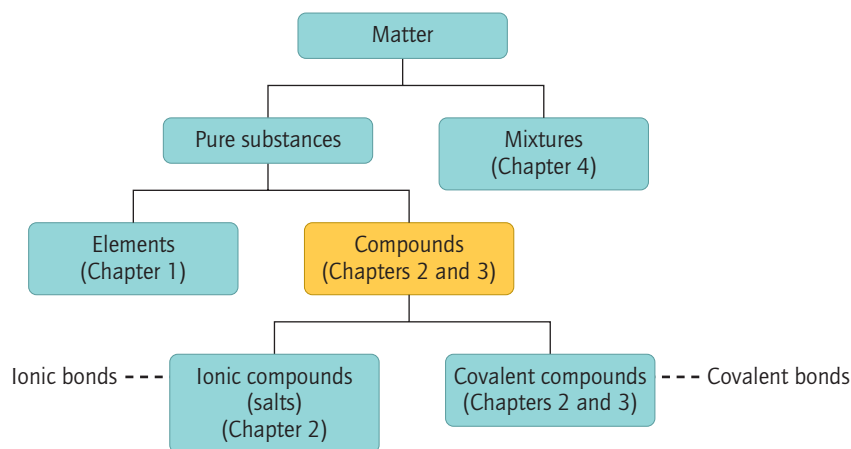 Matter
Pure substances
Mixtures
(Chapter 4)
Elements
(Chapter 1)
Compounds
(Chapters 2 and 3)
Ionic bonds
Ionic compounds
(salts)
(Chapter 2)
Covalent compounds
(Chapters 2 and 3)
Covalent bonds